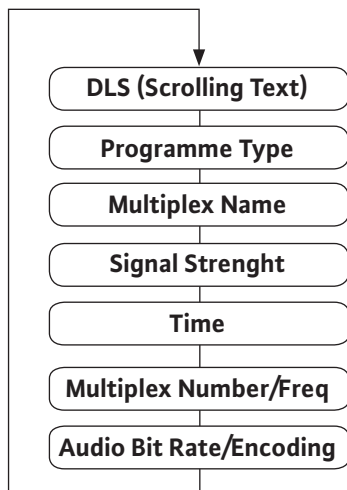 DLS (Scrolling Text)
Programme Type
Multiplex Name
Signal Strenght
Time
Multiplex Number/Freq
Audio Bit Rate/Encoding